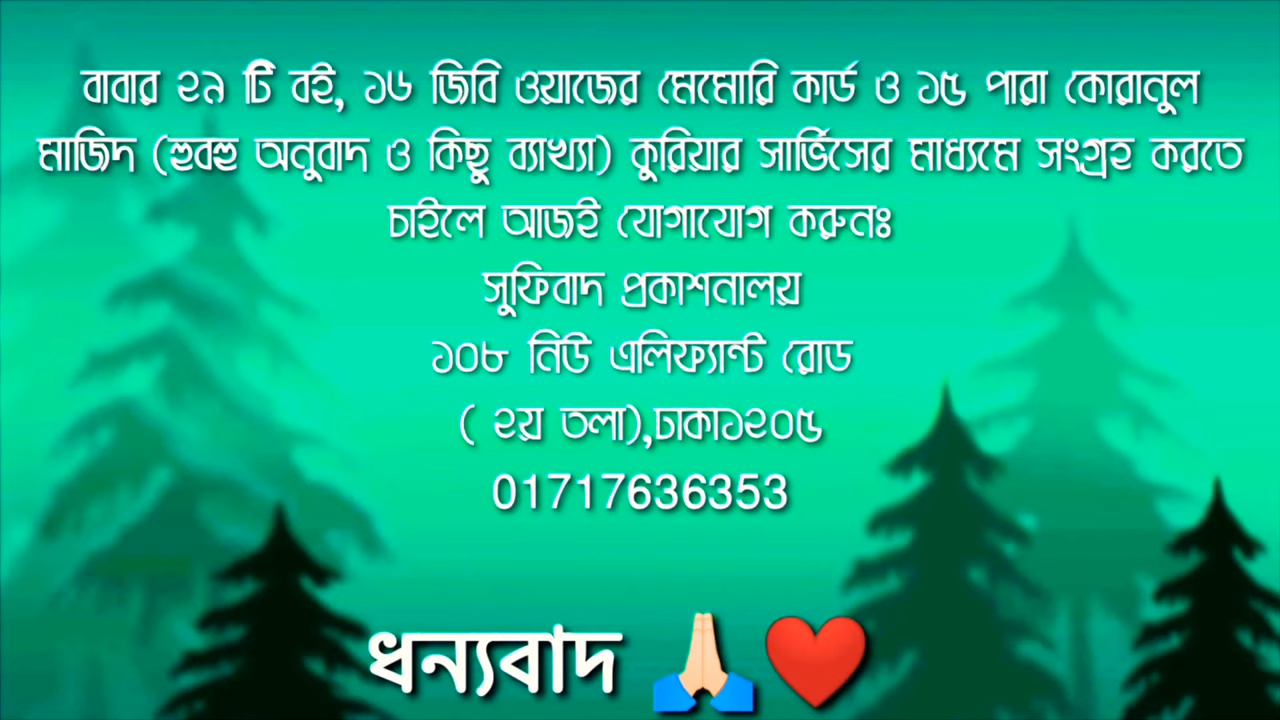 বাবার ২৯ টি বই, ১৬ জিবি ওয়াজের মেমোরি কার্ড ও ১৫ পারা কোরানুল
মাজিদ (হুবহু অনুবাদ ও কিছু ব্যাখ্যা) কুরিয়ার সার্ভিসের মাধ্যমে সংগ্রহ করতে
চাইলে আজই যোগাযোগ করুনঃ
সুফিবাদ প্রকাশনালয়
১০৮ নিউ এলিফ্যান্ট রোড
( ২য় তলা),ঢাকা১২০৫
01717636353
ধন্যবাদ 🙏🏻❤️